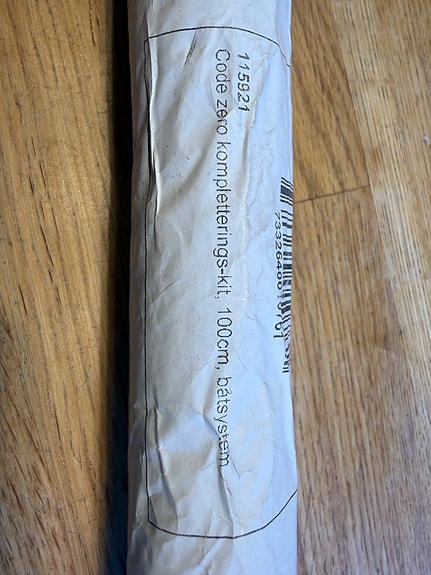 115921
Code zero kompletterings-kit, 100cm, båtsystem